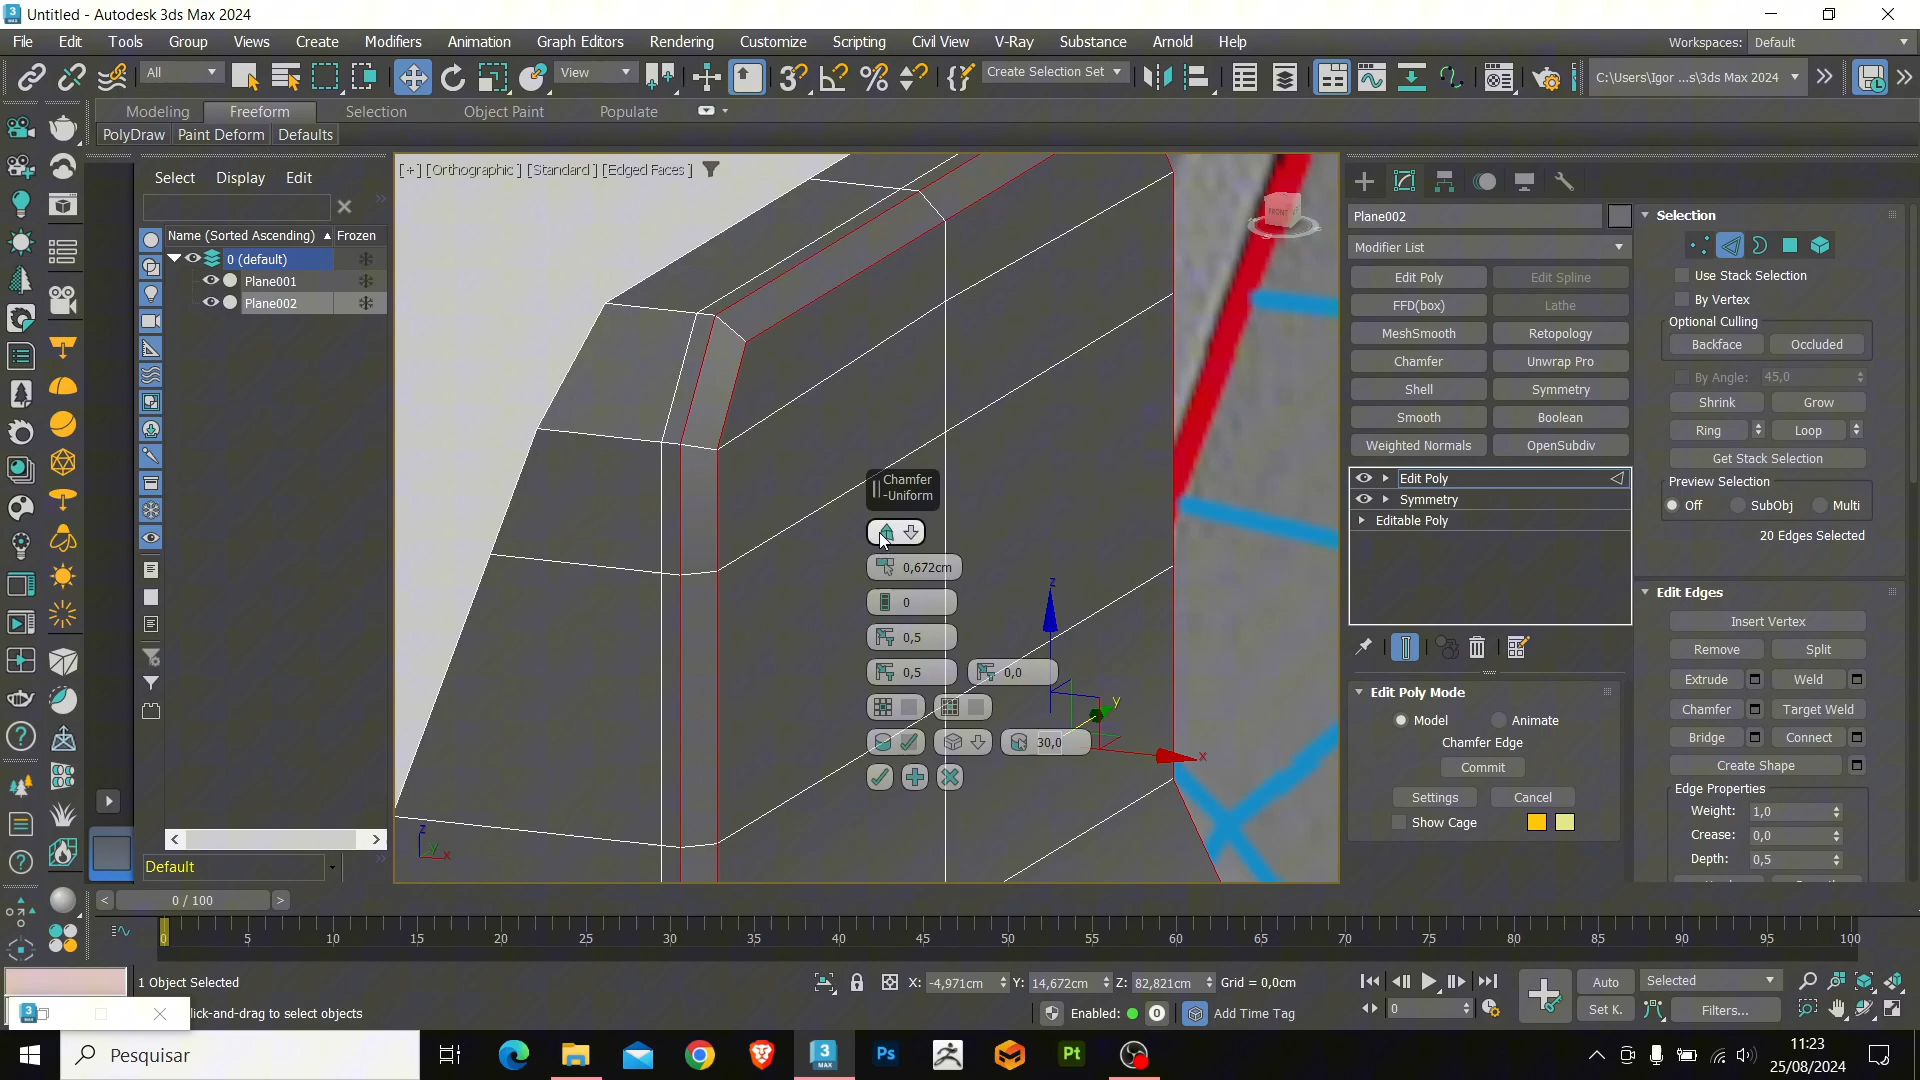 Untitled - Autodesk 3ds Max 2024
File Edit Tools Group Views Create Modifiers Animation Graph Editors Rendering Customize Scripting Civil View V-Ray Substance Arnold Help
Workspaces: Default
All
View
Create Selection Set
C:\Users\Igor ...s\3ds Max 2024
Modeling Freeform Selection Object Paint Populate
PolyDraw Paint Deform Defaults
Select Display Edit
Name (Sorted Ascending) Frozen
0 (default)
Plane001
Plane002
Default
[+] [Orthographic] [Standard] [Edged Faces]
FRONT
Chamfer
-Uniform
0,672cm
0
0,5
0,5
0,0
30,0
z
y
x
z
y
x
Plane002
Modifier List
Edit Poly Edit Spline
FFD(box) Lathe
MeshSmooth Retopology
Chamfer Unwrap Pro
Shell Symmetry
Smooth Boolean
Weighted Normals OpenSubdiv
Edit Poly
Symmetry
Editable Poly
Edit Poly Mode
Model Animate
Chamfer Edge
Commit
Settings Cancel
Show Cage
Selection
Use Stack Selection
By Vertex
Optional Culling
Backface Occluded
By Angle: 45,0
Shrink Grow
Ring Loop
Get Stack Selection
Preview Selection
Off SubObj Multi
20 Edges Selected
Edit Edges
Insert Vertex
Remove Split
Extrude Weld
Chamfer Target Weld
Bridge Connect
Create Shape
Edge Properties
Weight: 1,0
Crease: 0,0
Depth: 0,5
0 / 100
0 5 10 15 20 25 30 35 40 45 50 55 60 65 70 75 80 85 90 95 100
1 Object Selected
lick-and-drag to select objects
X: -4,971cm Y: 14,672cm Z: 82,821cm Grid = 0,0cm
Enabled: 0 Add Time Tag
0
Auto Selected
Set K. Filters...
Pesquisar
11:23
25/08/2024